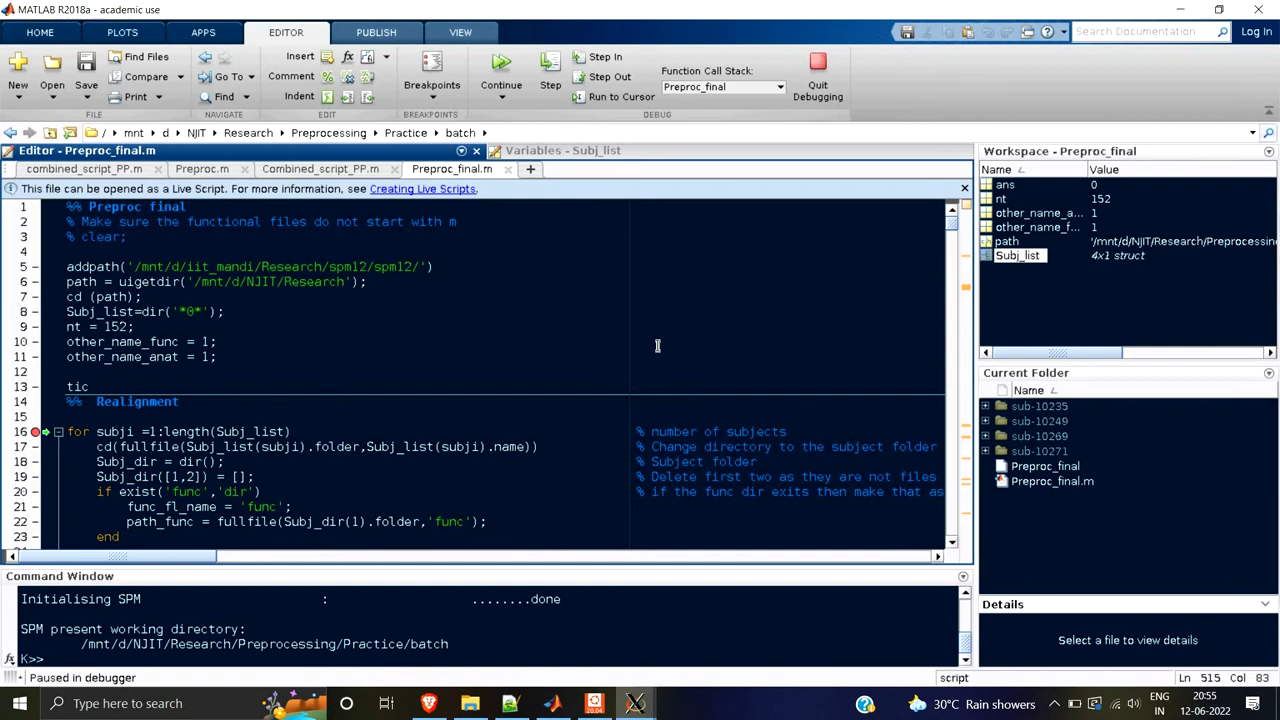 MATLAB R2018a - academic use
HOME PLOTS APPS EDITOR PUBLISH VIEW Search Documentation Log In
New Open Save Find Files Compare Print Go To Find Insert Comment Indent fx Breakpoints Continue Step Step In Step Out Run to Cursor Function Call Stack: Preproc_final Quit Debugging
FILE NAVIGATE EDIT BREAKPOINTS DEBUG
/ mnt d NJIT Research Preprocessing Practice batch
Editor - Preproc_final.m Variables - Subj_list
combined_script_PP.m Preproc.m Combined_script_PP.m Preproc_final.m
This file can be opened as a Live Script. For more information, see Creating Live Scripts.
1 %% Preproc final
2 % Make sure the functional files do not start with m
3 % clear;
4
5 addpath('/mnt/d/iit_mandi/Research/spm12/spm12/')
6 path = uigetdir('/mnt/d/NJIT/Research');
7 cd (path);
8 Subj_list=dir('*0*');
9 nt = 152;
10 other_name_func = 1;
11 other_name_anat = 1;
12
13 tic
14 %% Realignment
15
16 for subji =1:length(Subj_list) % number of subjects
17 cd(fullfile(Subj_list(subji).folder,Subj_list(subji).name)) % Change directory to the subject folder
18 Subj_dir = dir(); % Subject folder
19 Subj_dir([1,2]) = []; % Delete first two as they are not files
20 if exist('func','dir') % if the func dir exits then make that as
21 func_fl_name = 'func';
22 path_func = fullfile(Subj_dir(1).folder,'func');
23 end
Command Window
Initialising SPM : ........done
SPM present working directory:
/mnt/d/NJIT/Research/Preprocessing/Practice/batch
fx K>>
Workspace - Preproc_final
Name Value
ans 0
nt 152
other_name_a... 1
other_name_f... 1
path '/mnt/d/NJIT/Research/Preprocessing
Subj_list 4x1 struct
Current Folder
Name
sub-10235
sub-10249
sub-10269
sub-10271
Preproc_final
Preproc_final.m
Details
Select a file to view details
Paused in debugger script Ln 515 Col 83
Type here to search 20.04 30°C Rain showers ENG IN 20:55 12-06-2022